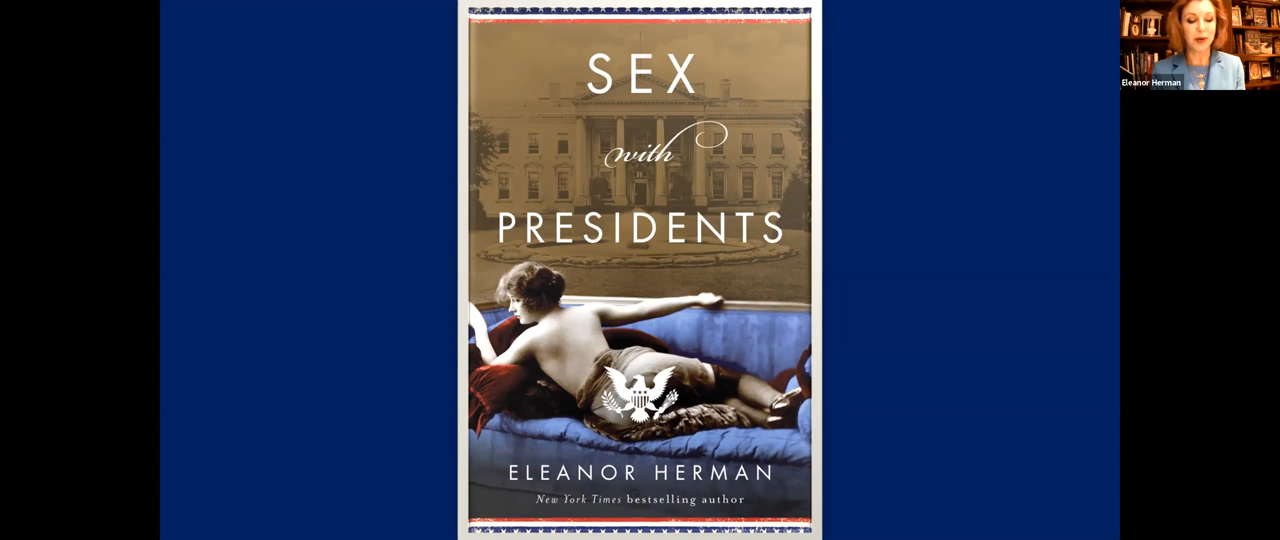 SEX
with
PRESIDENTS
ELEANOR HERMAN
New York Times bestselling author
Eleanor Herman